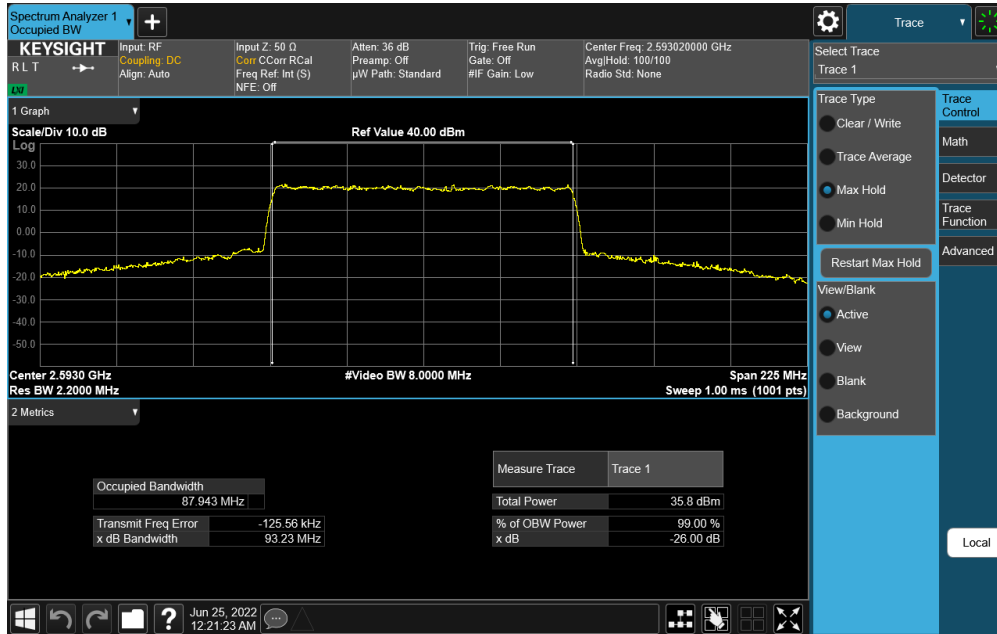 Spectrum Analyzer 1
Occupied BW
Trace
KEYSIGHT
R L T
LXI
Input: RF
Coupling: DC
Align: Auto
Input Z: 50 Ω
Corr CCorr RCal
Freq Ref: Int (S)
NFE: Off
Atten: 36 dB
Preamp: Off
µW Path: Standard
Trig: Free Run
Gate: Off
#IF Gain: Low
Center Freq: 2.593020000 GHz
Avg|Hold: 100/100
Radio Std: None
Select Trace
Trace 1
1 Graph
Scale/Div 10.0 dB
Ref Value 40.00 dBm
Log
30.0
20.0
10.0
0.00
-10.0
-20.0
-30.0
-40.0
-50.0
Center 2.5930 GHz
#Video BW 8.0000 MHz
Span 225 MHz
Res BW 2.2000 MHz
Sweep 1.00 ms (1001 pts)
2 Metrics
Occupied Bandwidth
87.943 MHz
Transmit Freq Error -125.56 kHz
x dB Bandwidth 93.23 MHz
Measure Trace Trace 1
Total Power 35.8 dBm
% of OBW Power 99.00 %
x dB -26.00 dB
Trace Type
Clear / Write
Trace Average
Max Hold
Min Hold
Restart Max Hold
View/Blank
Active
View
Blank
Background
Trace
Control
Math
Detector
Trace
Function
Advanced
Local
?
Jun 25, 2022
12:21:23 AM